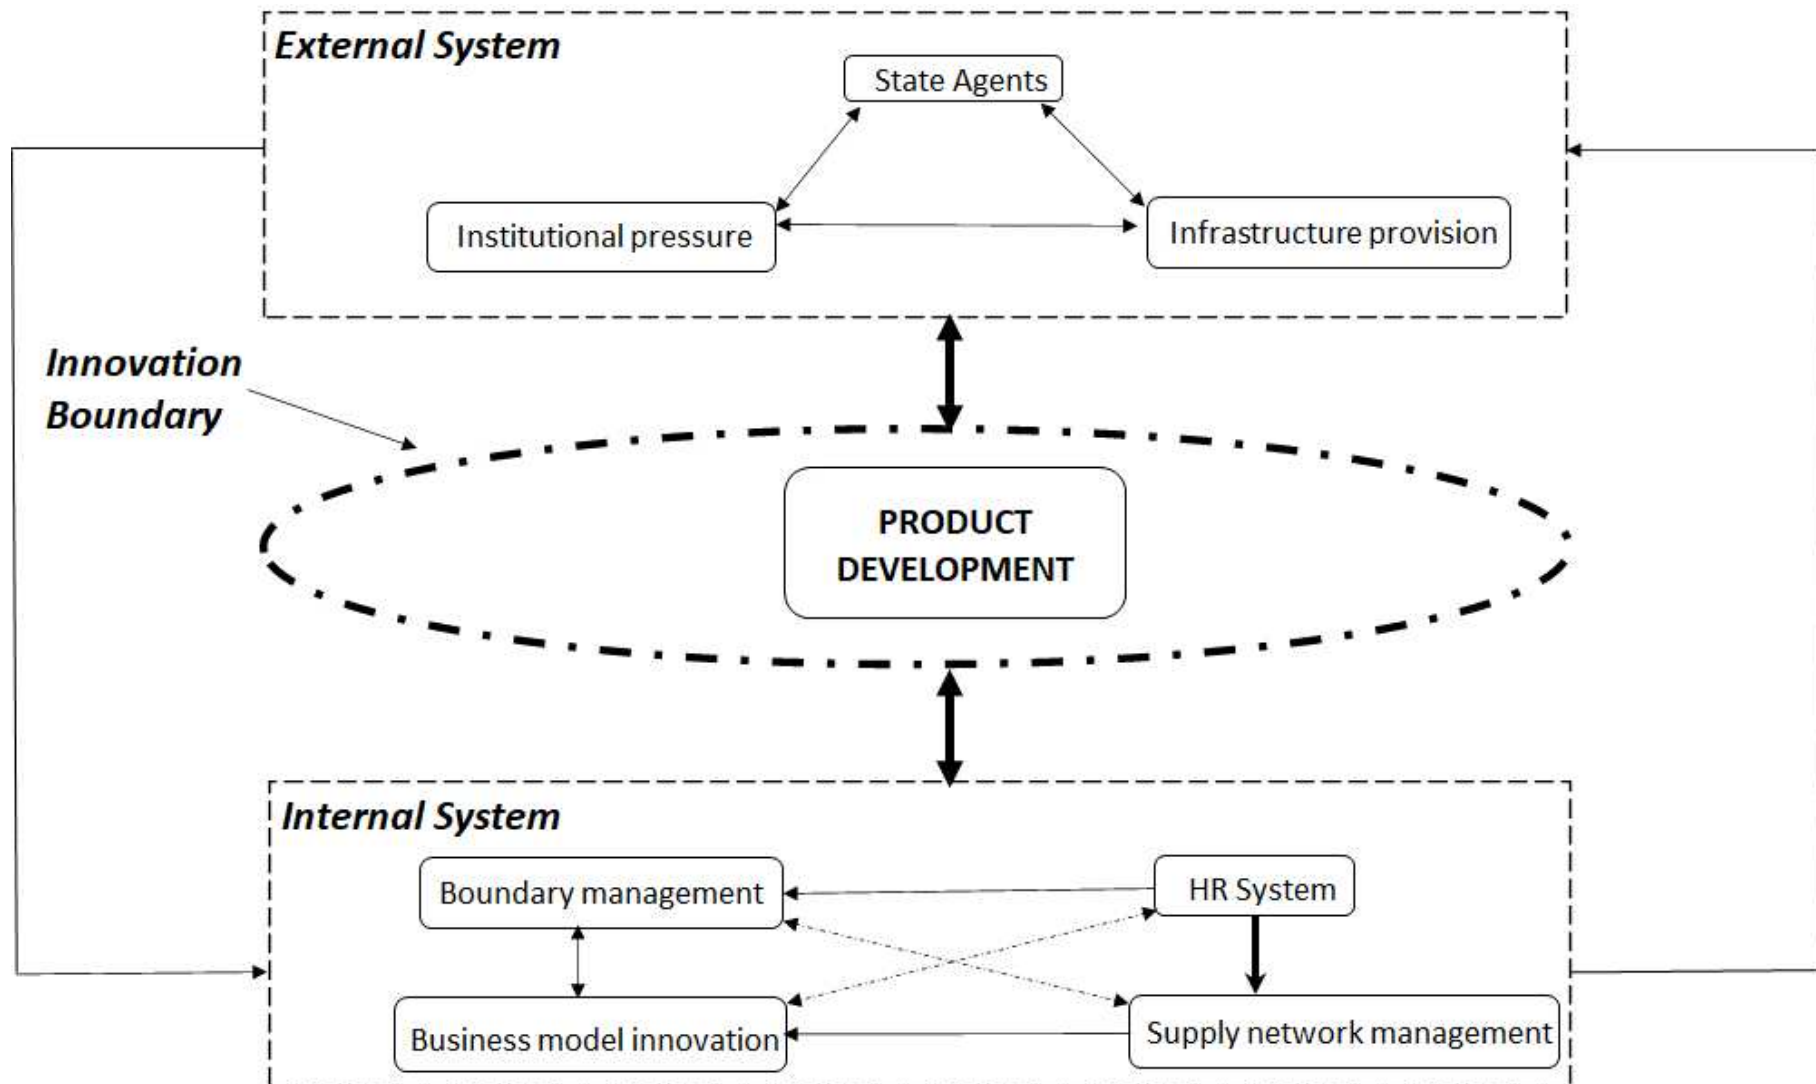 External System
State Agents
Institutional pressure
Infrastructure provision
Innovation
Boundary
PRODUCT
DEVELOPMENT
Internal System
Boundary management
HR System
Business model innovation
Supply network management